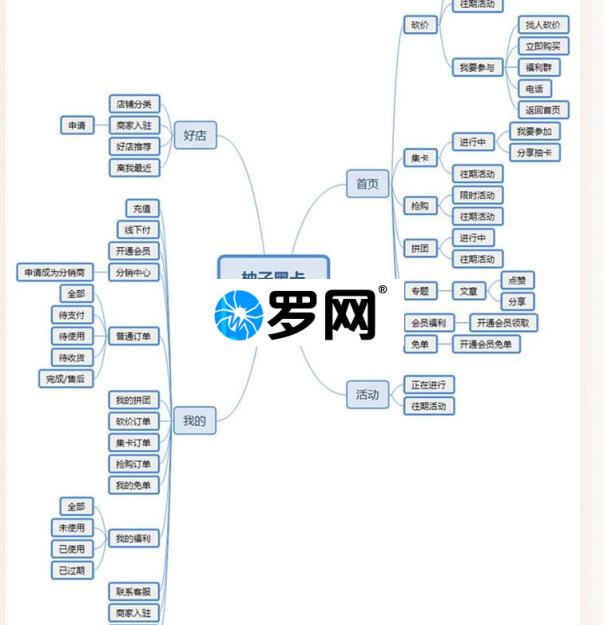 往期活动
砍价
找人砍价
立即购买
我要参与
福利群
电话
返回首页
店铺分类
申请
商家入驻
好店
好店推荐
离我最近
我要参加
进行中
集卡
分享抽卡
往期活动
首页
限时活动
抢购
往期活动
进行中
拼团
往期活动
点赞
专题
文章
分享
会员福利
开通会员领取
免单
开通会员免单
柚子黑卡
罗网®
充值
线下付
开通会员
申请成为分销商
分销中心
全部
待支付
待使用
普通订单
待收货
完成/售后
活动
正在进行
往期活动
我的
我的拼团
砍价订单
集卡订单
抢购订单
我的免单
全部
未使用
我的福利
已使用
已过期
联系客服
商家入驻